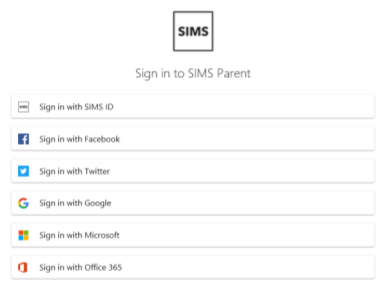 SIMS
Sign in to SIMS Parent
SIMS Sign in with SIMS ID
Sign in with Facebook
Sign in with Twitter
Sign in with Google
Sign in with Microsoft
Sign in with Office 365